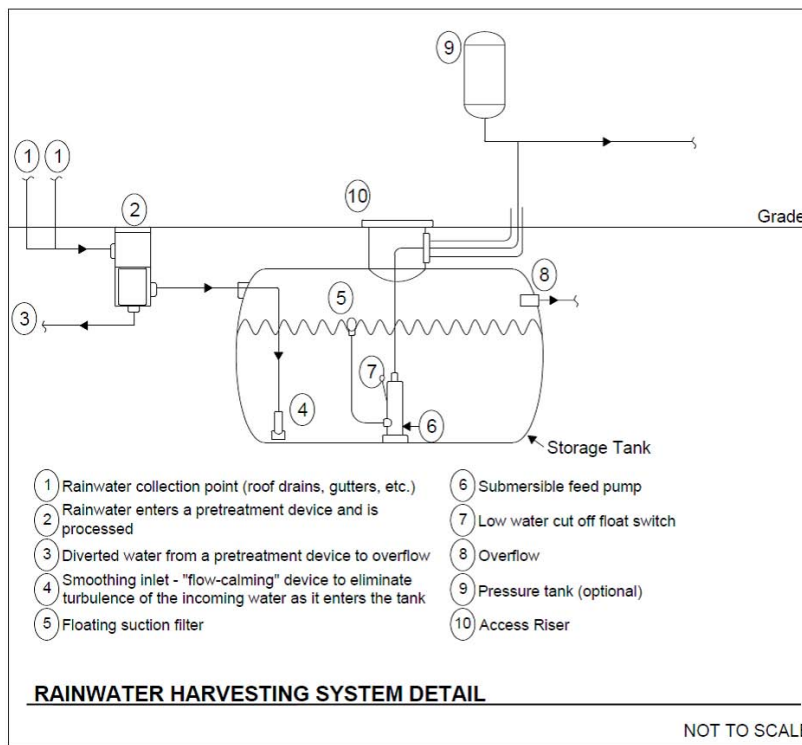 9
1 1
2
10
Grade
8
5
3
7
4
6
Storage Tank
1 Rainwater collection point (roof drains, gutters, etc.)
2 Rainwater enters a pretreatment device and is
processed
3 Diverted water from a pretreatment device to overflow
4 Smoothing inlet - "flow-calming" device to eliminate
turbulence of the incoming water as it enters the tank
5 Floating suction filter
6 Submersible feed pump
7 Low water cut off float switch
8 Overflow
9 Pressure tank (optional)
10 Access Riser
RAINWATER HARVESTING SYSTEM DETAIL
NOT TO SCALE